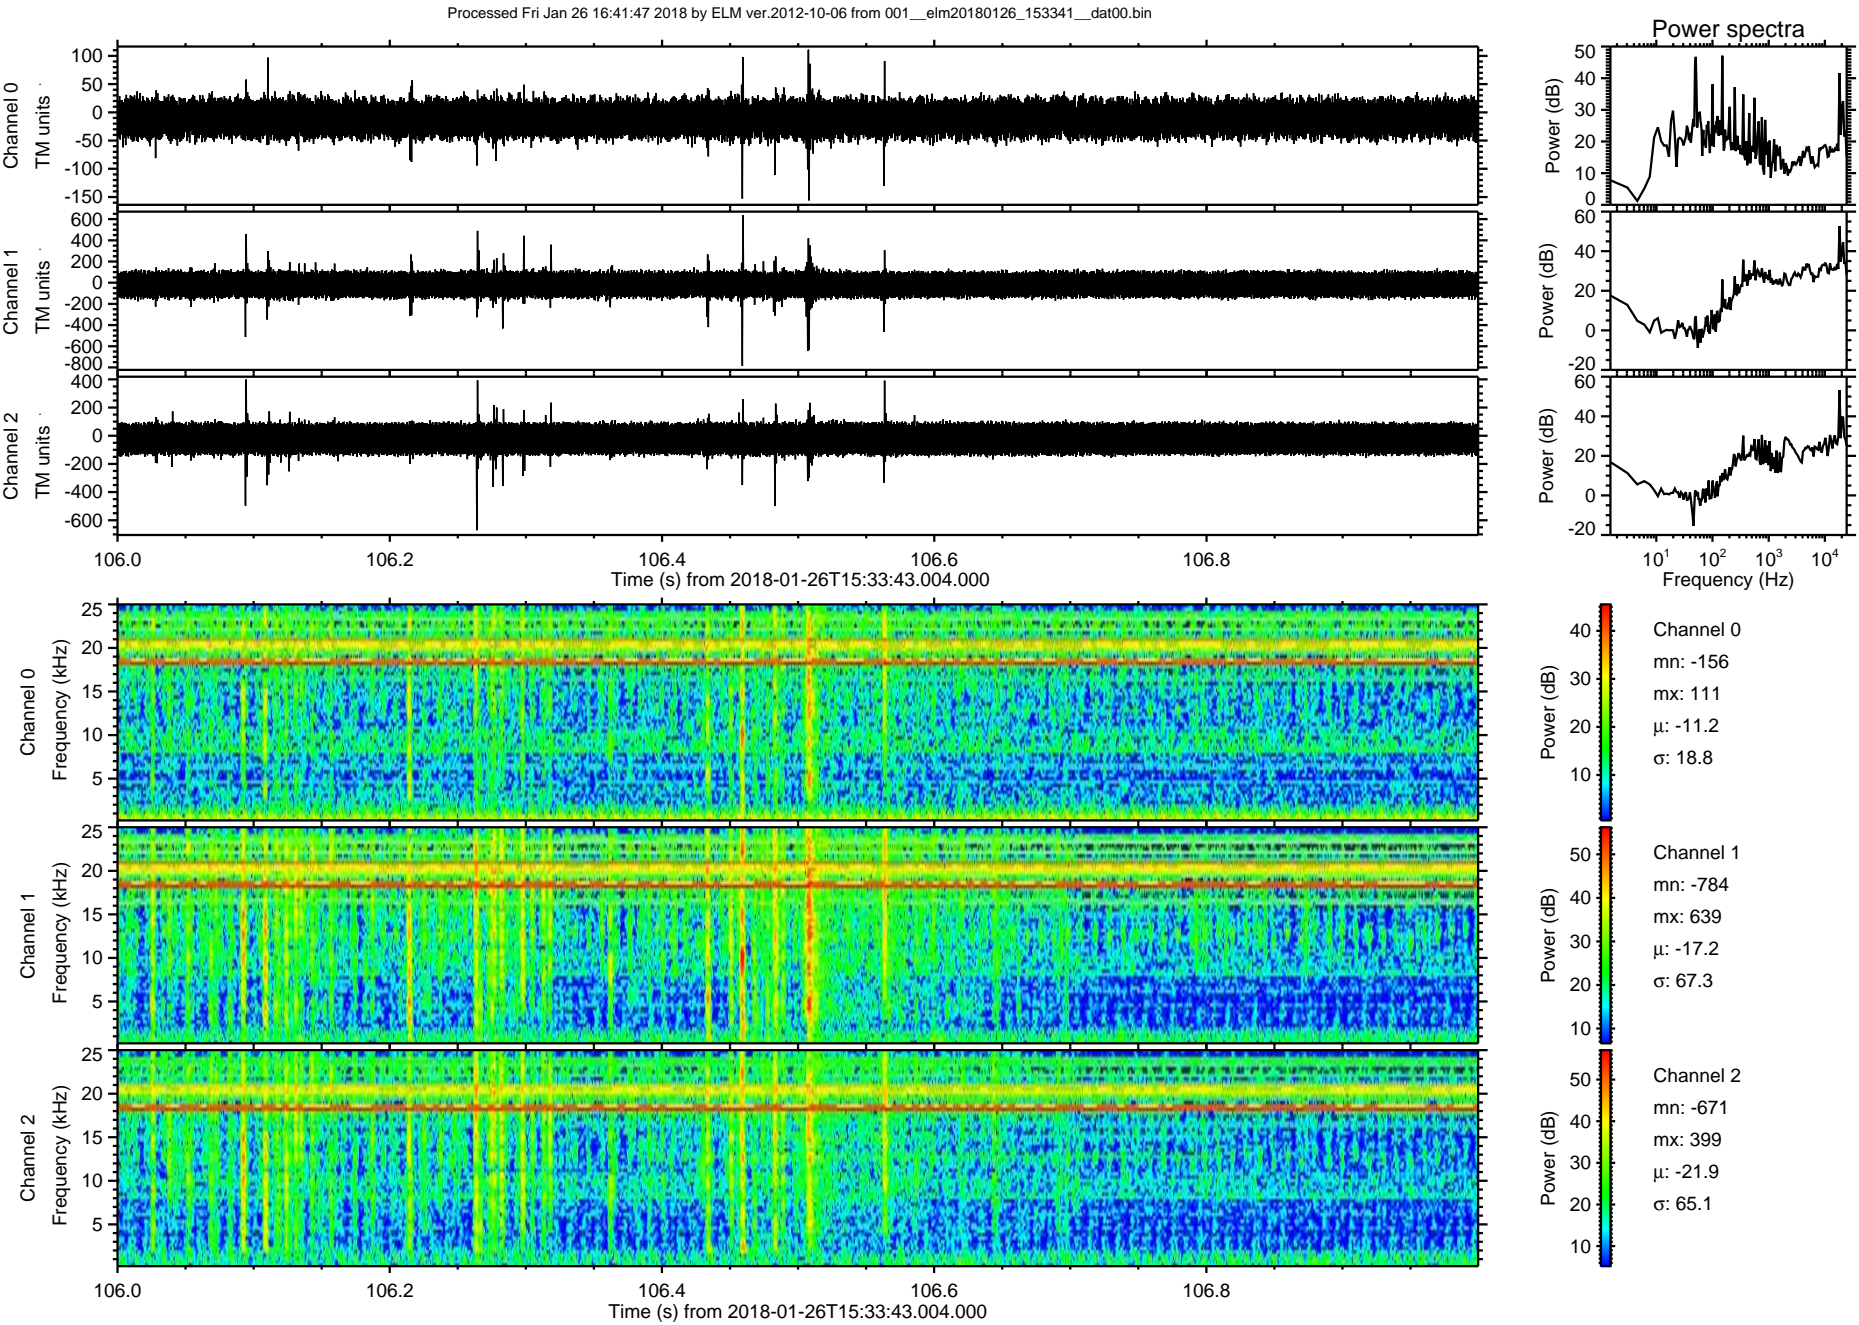 Processed Fri Jan 26 16:41:47 2018 by ELM ver.2012-10-06 from 001__elm20180126_153341__dat00.bin
Power spectra
Channel 0
TM units
100
50
0
-50
-100
-150
Power (dB)
50
40
30
20
10
0
Channel 1
TM units
600
400
200
0
-200
-400
-600
-800
Power (dB)
60
40
20
0
-20
Channel 2
TM units
400
200
0
-200
-400
-600
Power (dB)
60
40
20
0
-20
106.0 106.2 106.4 106.6 106.8
Time (s) from 2018-01-26T15:33:43.004.000
10¹ 10² 10³ 10⁴
Frequency (Hz)
Channel 0
Frequency (kHz)
25
20
15
10
5
Power (dB)
40
30
20
10
Channel 0
mn: -156
mx: 111
μ: -11.2
σ: 18.8
Channel 1
Frequency (kHz)
25
20
15
10
5
Power (dB)
50
40
30
20
10
Channel 1
mn: -784
mx: 639
μ: -17.2
σ: 67.3
Channel 2
Frequency (kHz)
25
20
15
10
5
Power (dB)
50
40
30
20
10
Channel 2
mn: -671
mx: 399
μ: -21.9
σ: 65.1
106.0 106.2 106.4 106.6 106.8
Time (s) from 2018-01-26T15:33:43.004.000